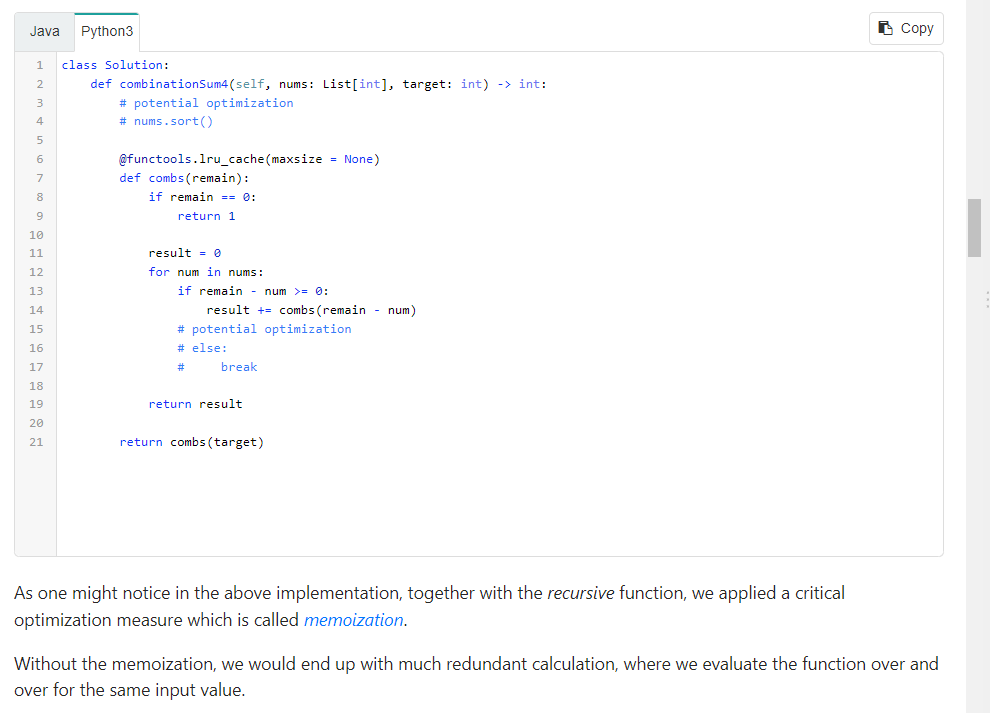 Java Python3 Copy
1 class Solution:
2 def combinationSum4(self, nums: List[int], target: int) -> int:
3 # potential optimization
4 # nums.sort()
5
6 @functools.lru_cache(maxsize = None)
7 def combs(remain):
8 if remain == 0:
9 return 1
10
11 result = 0
12 for num in nums:
13 if remain - num >= 0:
14 result += combs(remain - num)
15 # potential optimization
16 # else:
17 # break
18
19 return result
20
21 return combs(target)
As one might notice in the above implementation, together with the recursive function, we applied a critical
optimization measure which is called memoization.
Without the memoization, we would end up with much redundant calculation, where we evaluate the function over and
over for the same input value.